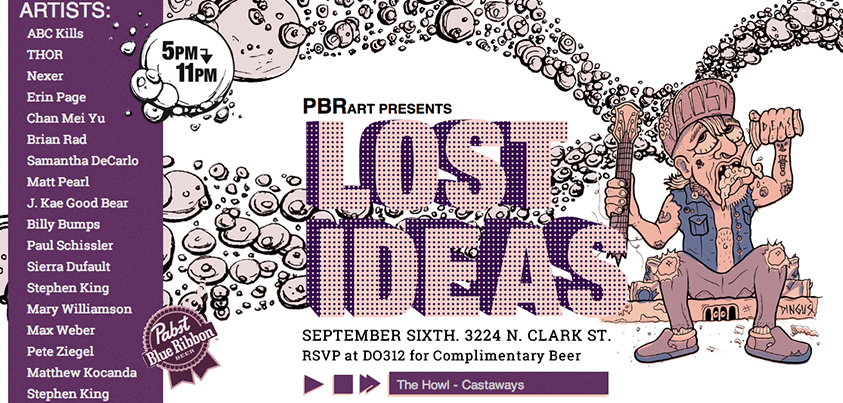 ARTISTS:
ABC Kills
THOR
Nexer
Erin Page
Chan Mei Yu
Brian Rad
Samantha DeCarlo
Matt Pearl
J. Kae Good Bear
Billy Bumps
Paul Schissler
Sierra Dufault
Stephen King
Mary Williamson
Max Weber
Pete Ziegel
Matthew Kocanda
Stephen King
5PM
11PM
Pabst
Blue Ribbon
BEER
PBRART PRESENTS
LOST
IDEAS
SEPTEMBER SIXTH. 3224 N. CLARK ST.
RSVP at DO312 for Complimentary Beer
The Howl - Castaways
LOST
IDEAS
DINGUS